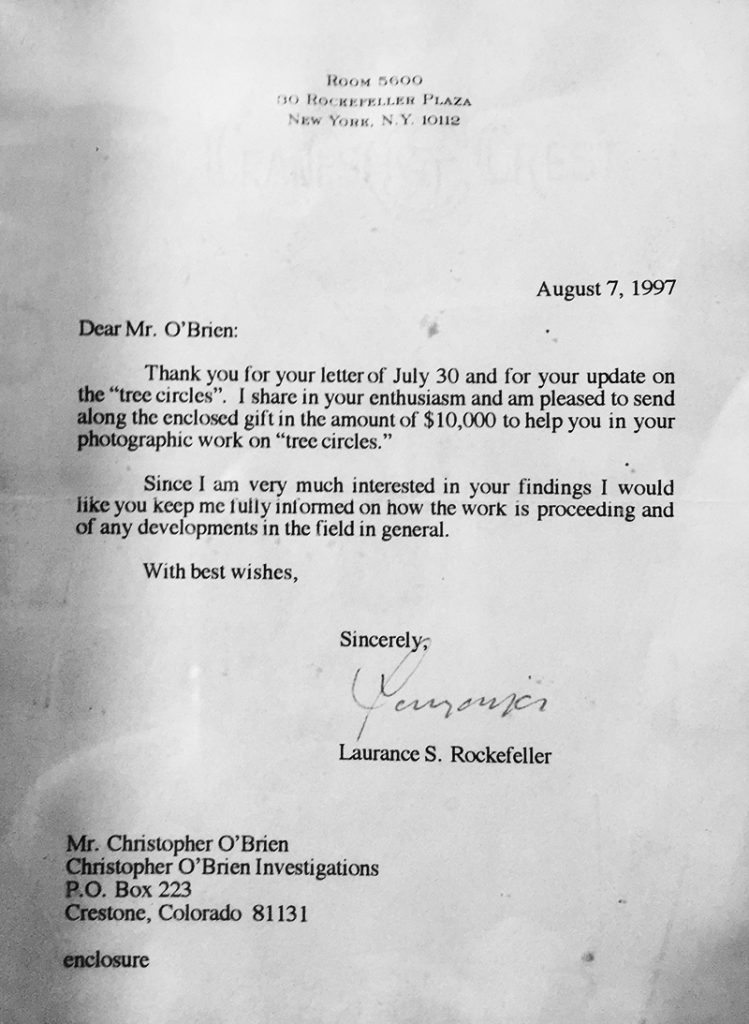 Room 5600
30 Rockefeller Plaza
New York, N.Y. 10112
August 7, 1997
Dear Mr. O'Brien:
Thank you for your letter of July 30 and for your update on
the "tree circles". I share in your enthusiasm and am pleased to send
along the enclosed gift in the amount of $10,000 to help you in your
photographic work on "tree circles."
Since I am very much interested in your findings I would
like you keep me fully informed on how the work is proceeding and
of any developments in the field in general.
With best wishes,
Sincerely,
Laurance S. Rockefeller
Mr. Christopher O'Brien
Christopher O'Brien Investigations
P.O. Box 223
Crestone, Colorado 81131
enclosure